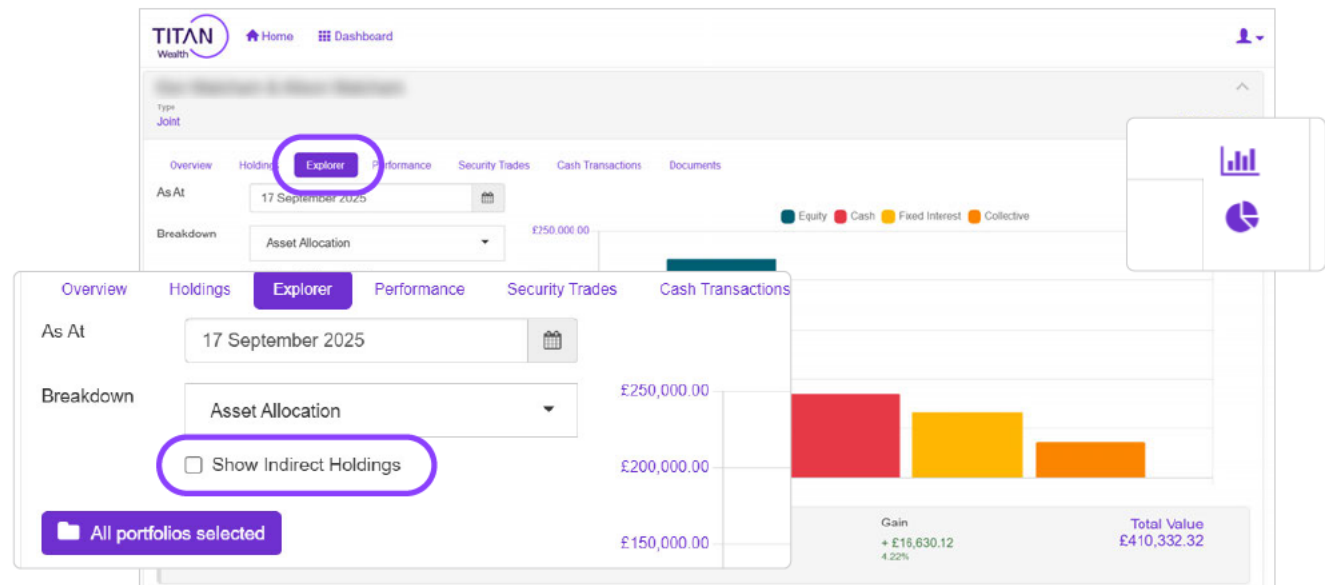 TITAN
Wealth
Home
Dashboard
Type
Joint
Overview Holdings Explorer Performance Security Trades Cash Transactions Documents
As At
17 September 2025
Breakdown
Asset Allocation
Equity Cash Fixed Interest Collective
£250,000.00
Overview Holdings Explorer Performance Security Trades Cash Transactions
As At
17 September 2025
Breakdown
Asset Allocation
Show Indirect Holdings
All portfolios selected
£250,000.00
£200,000.00
£150,000.00
Gain
+ £16,630.12
4.22%
Total Value
£410,332.32